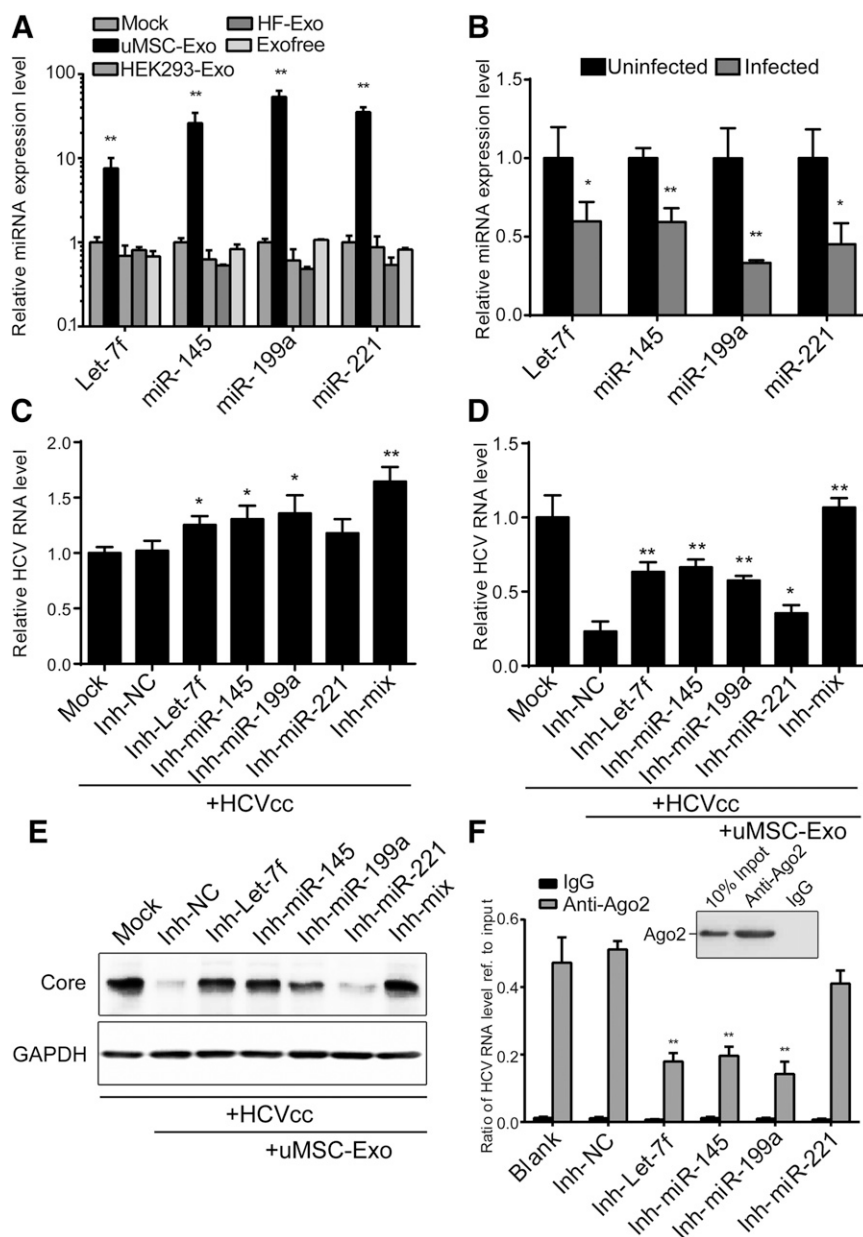 A
Mock
HF-Exo
uMSC-Exo
Exofree
HEK293-Exo
Relative miRNA expression level
100
10
1
0.1
**
**
**
**
Let-7f
miR-145
miR-199a
miR-221
B
Uninfected
Infected
Relative miRNA expression level
1.5
1.0
0.5
0.0
*
**
**
*
Let-7f
miR-145
miR-199a
miR-221
C
Relative HCV RNA level
2.0
1.5
1.0
0.5
0.0
*
*
*
**
Mock
Inh-NC
Inh-Let-7f
Inh-miR-145
Inh-miR-199a
Inh-miR-221
Inh-mix
+HCVcc
D
Relative HCV RNA level
1.5
1.0
0.5
0.0
**
**
**
*
**
Mock
Inh-NC
Inh-Let-7f
Inh-miR-145
Inh-miR-199a
Inh-miR-221
Inh-mix
+HCVcc
+uMSC-Exo
E
Mock
Inh-NC
Inh-Let-7f
Inh-miR-145
Inh-miR-199a
Inh-miR-221
Inh-mix
Core
GAPDH
+HCVcc
+uMSC-Exo
F
IgG
Anti-Ago2
10% Inpot
Anti-Ago2
IgG
Ago2
Ratio of HCV RNA level ref. to input
0.6
0.4
0.2
0.0
**
**
**
Blank
Inh-NC
Inh-Let-7f
Inh-miR-145
Inh-miR-199a
Inh-miR-221